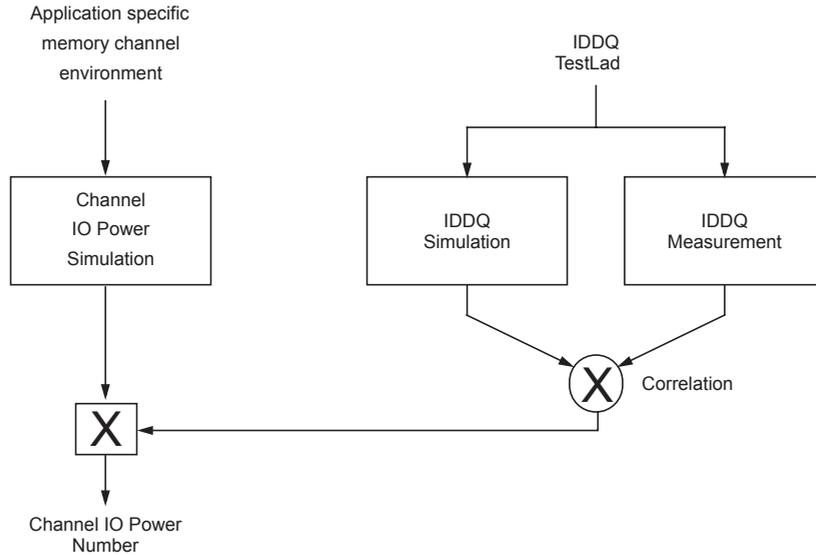 Application specific
memory channel
environment
IDDQ
TestLad
Channel
IO Power
Simulation
IDDQ
Simulation
IDDQ
Measurement
X
Correlation
X
Channel IO Power
Number